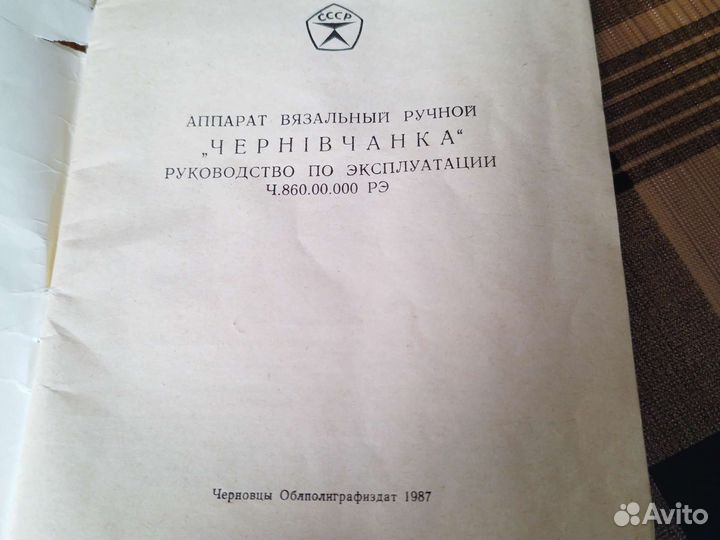 СССР
АППАРАТ ВЯЗАЛЬНЫЙ РУЧНОЙ
„ЧЕРНІВЧАНКА“
РУКОВОДСТВО ПО ЭКСПЛУАТАЦИИ
Ч.860.00.000 РЭ
Черновцы Облполиграфиздат 1987
Avito